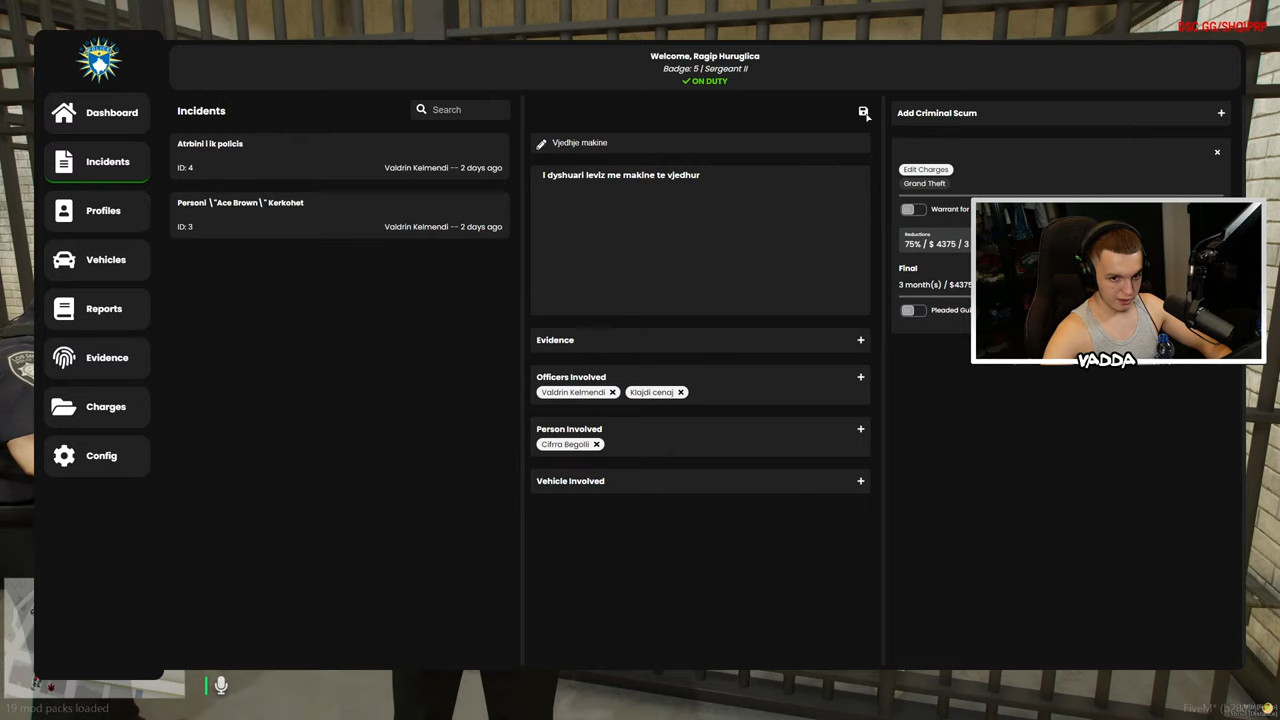 DSC.GG/SHQIPRP
Welcome, Ragip Huruglica
Badge: 5 | Sergeant II
ON DUTY
Dashboard
Incidents
Profiles
Vehicles
Reports
Evidence
Charges
Config
Incidents
Search
Atrbini i ik policis
ID: 4
Valdrin Kelmendi -- 2 days ago
Personi \"Ace Brown\" Kerkohet
ID: 3
Valdrin Kelmendi -- 2 days ago
Vjedhje makine
I dyshuari leviz me makine te vjedhur
Evidence
Officers Involved
Valdrin Kelmendi
Klajdi cenaj
Person Involved
Cifrra Begolli
Vehicle Involved
Add Criminal Scum
Edit Charges
Grand Theft
Warrant for
Reductions
75% / $ 4375 / 3
Final
3 month(s) / $4375
Pleaded Gui
VADDA
19 mod packs loaded